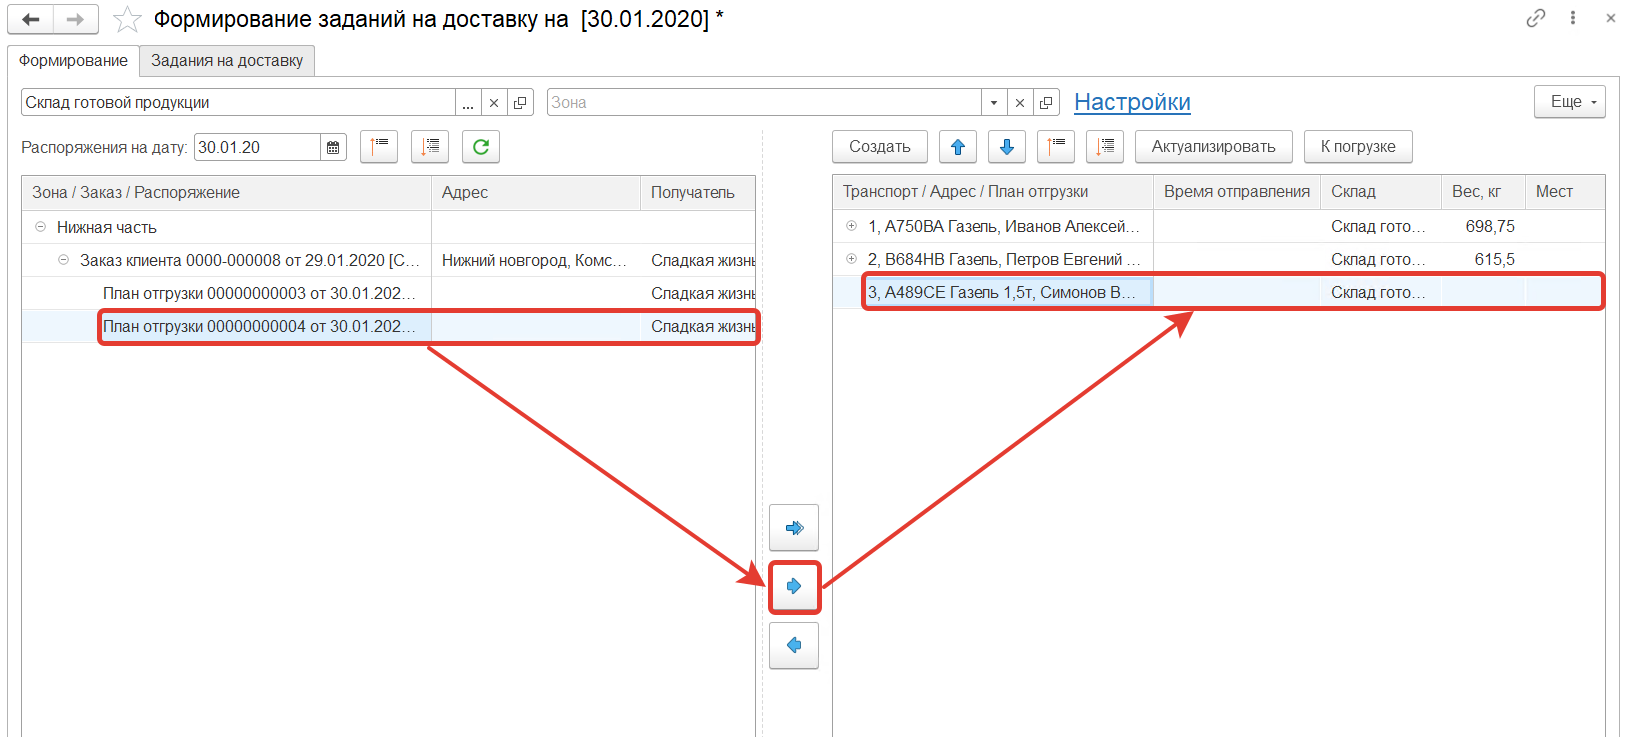 Формирование заданий на доставку на [30.01.2020] *
Формирование Задания на доставку
Склад готовой продукции ... Зона Настройки Еще
Распоряжения на дату: 30.01.20 Создать Актуализировать К погрузке
Зона / Заказ / Распоряжение Адрес Получатель Транспорт / Адрес / План отгрузки Время отправления Склад Вес, кг Мест
Нижная часть 1, А750ВА Газель, Иванов Алексей... Склад гото... 698,75
Заказ клиента 0000-000008 от 29.01.2020 [С... Нижний новгород, Комс... Сладкая жизнь 2, В684НВ Газель, Петров Евгений ... Склад гото... 615,5
План отгрузки 00000000003 от 30.01.202... Сладкая жизнь 3, А489СЕ Газель 1,5т, Симонов В... Склад гото...
План отгрузки 00000000004 от 30.01.202... Сладкая жизнь